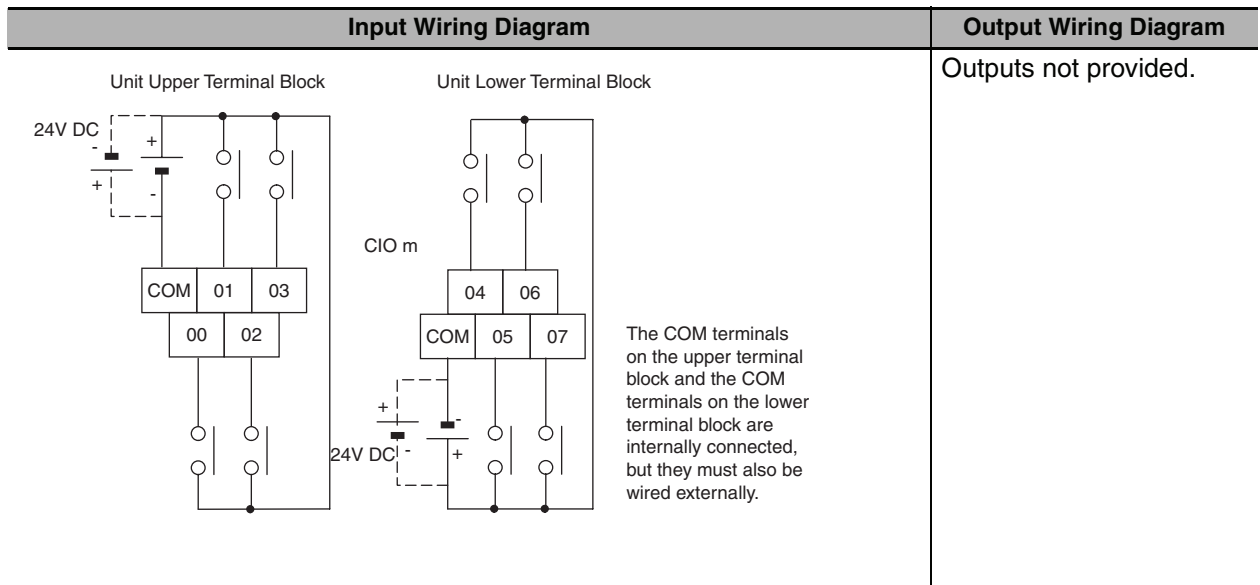 Input Wiring Diagram
Output Wiring Diagram
Unit Upper Terminal Block
Unit Lower Terminal Block
Outputs not provided.
24V DC
-
+
+
-
CIO m
COM 01 03
00 02
04 06
COM 05 07
The COM terminals
on the upper terminal
block and the COM
terminals on the lower
terminal block are
internally connected,
but they must also be
wired externally.
+
-
24V DC
-
+